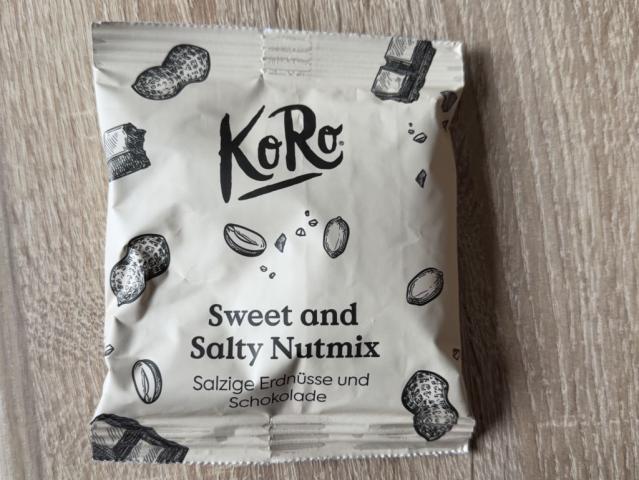 KoRo®
Sweet and
Salty Nutmix
Salzige Erdnüsse und
Schokolade